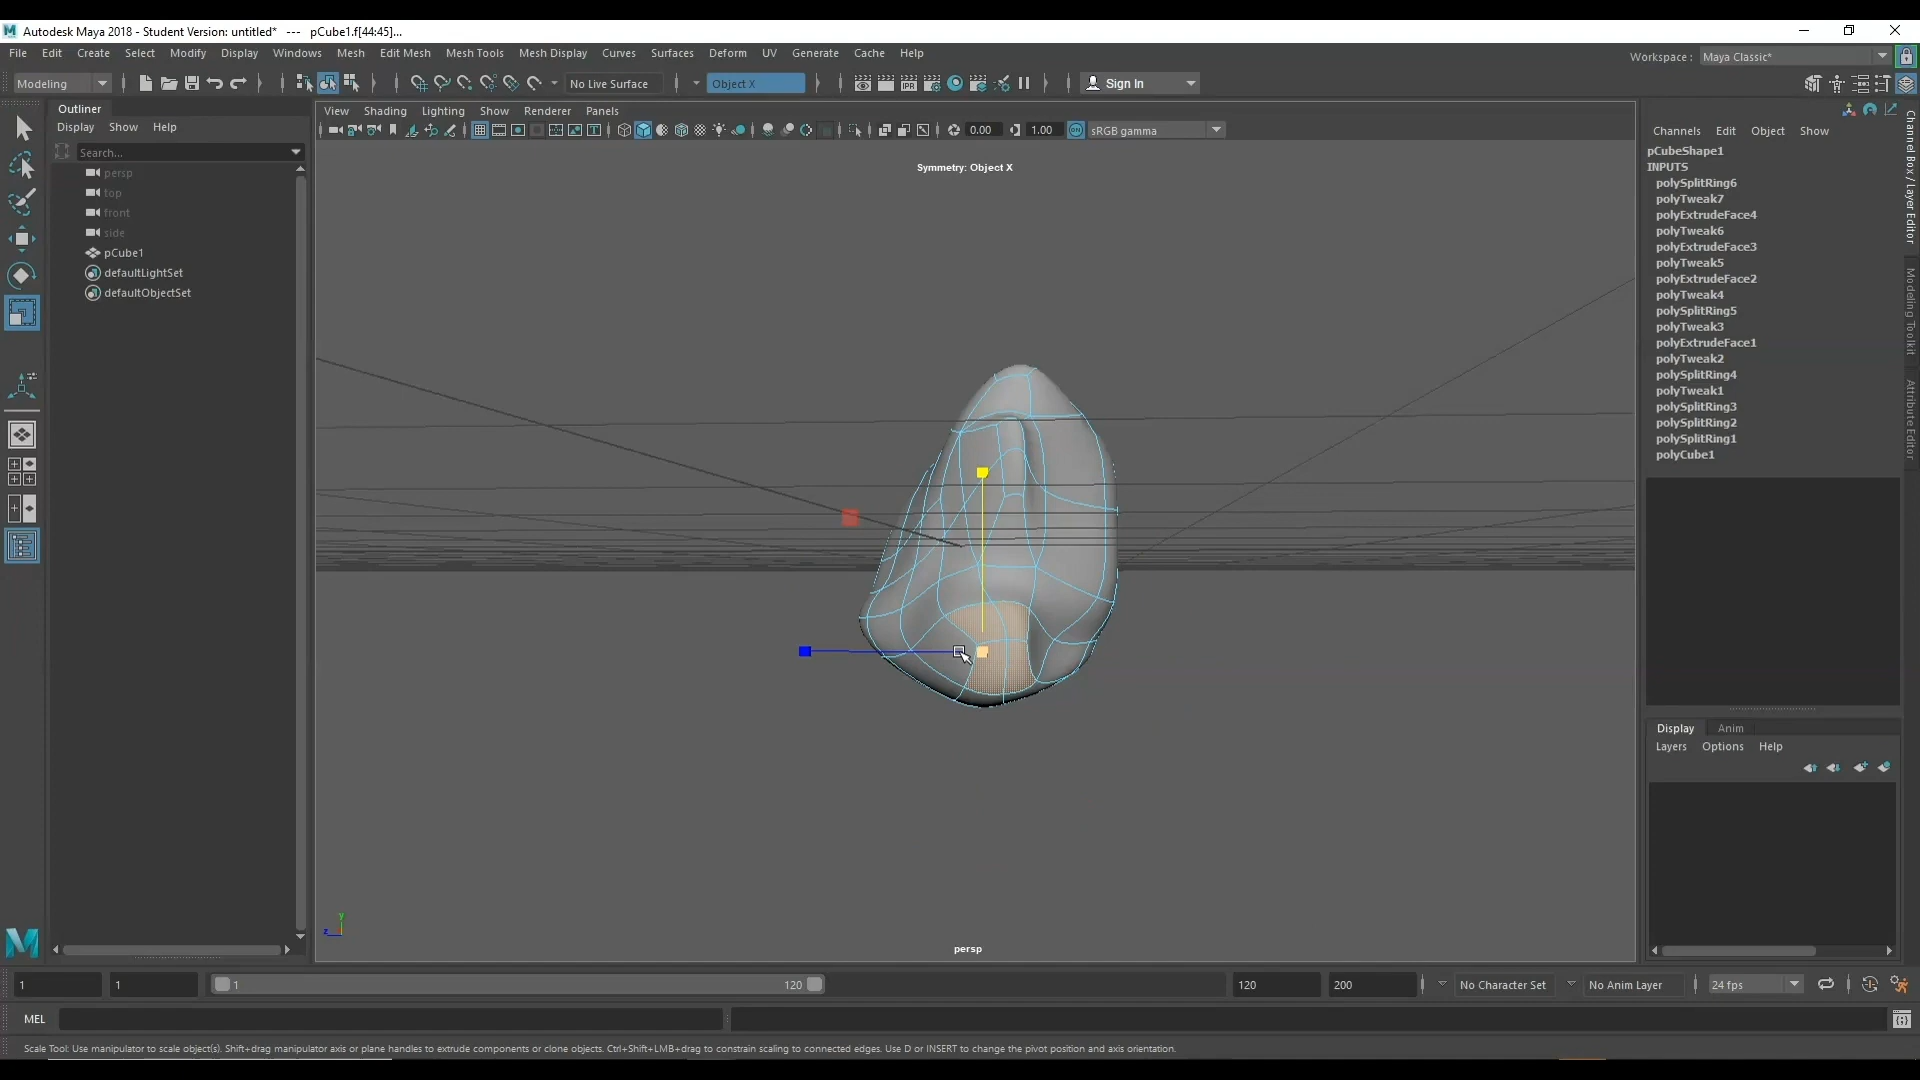 Autodesk Maya 2018 - Student Version: untitled* --- pCube1.f[44:45]...
File Edit Create Select Modify Display Windows Mesh Edit Mesh Mesh Tools Mesh Display Curves Surfaces Deform UV Generate Cache Help
Workspace : Maya Classic*
Modeling No Live Surface Object X Sign In
Outliner
Display Show Help
Search...
persp
top
front
side
pCube1
defaultLightSet
defaultObjectSet
View Shading Lighting Show Renderer Panels
0.00 1.00 sRGB gamma
Symmetry: Object X
persp
y
z
Channels Edit Object Show
pCubeShape1
INPUTS
polySplitRing6
polyTweak7
polyExtrudeFace4
polyTweak6
polyExtrudeFace3
polyTweak5
polyExtrudeFace2
polyTweak4
polySplitRing5
polyTweak3
polyExtrudeFace1
polyTweak2
polySplitRing4
polyTweak1
polySplitRing3
polySplitRing2
polySplitRing1
polyCube1
Channel Box / Layer Editor
Modeling Toolkit
Attribute Editor
Display Anim
Layers Options Help
1 1 1 120 120 200 No Character Set No Anim Layer 24 fps
MEL
Scale Tool: Use manipulator to scale object(s). Shift+drag manipulator axis or plane handles to extrude components or clone objects. Ctrl+Shift+LMB+drag to constrain scaling to connected edges. Use D or INSERT to change the pivot position and axis orientation.